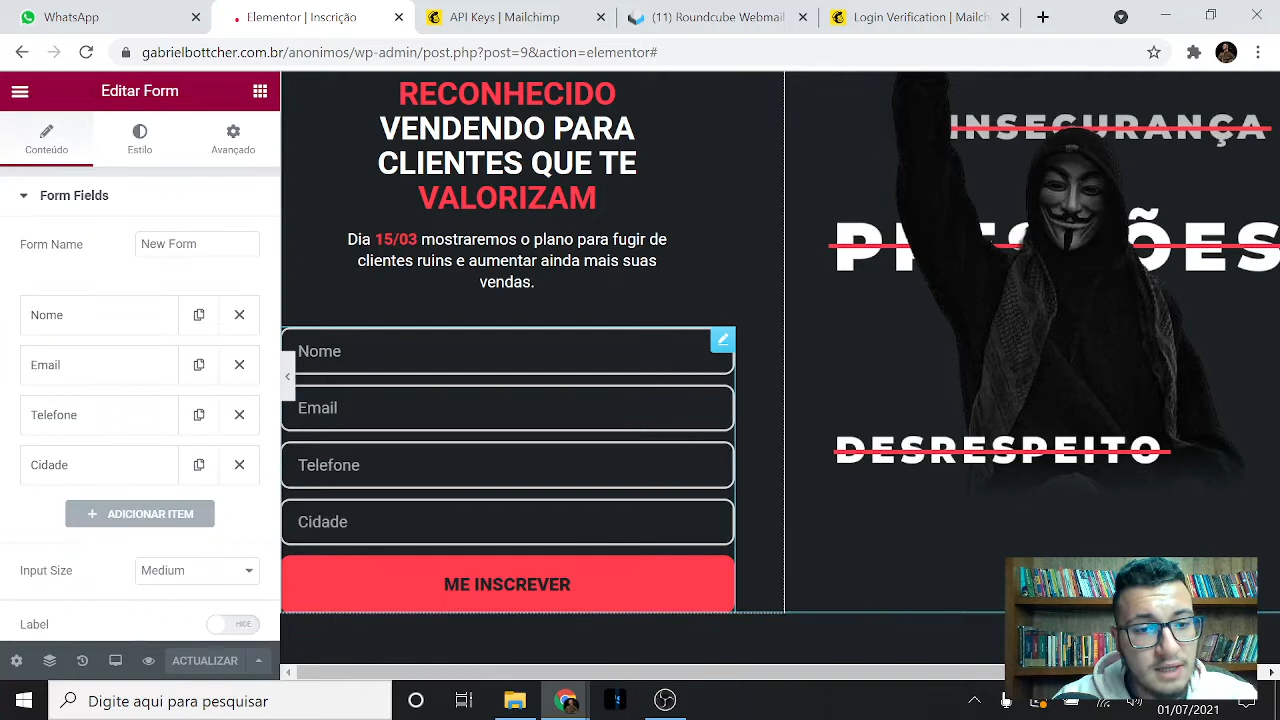 WhatsApp
Elementor | Inscrição
API Keys | Mailchimp
(11) Roundcube Webmail
Login Verification | Mailch
gabrielbottcher.com.br/anonimos/wp-admin/post.php?post=9&action=elementor#
Editar Form
Conteúdo
Estilo
Avançado
Form Fields
Form Name
New Form
Nome
Email
Telefone
Cidade
ADICIONAR ITEM
Input Size
Medium
Label
HIDE
ACTUALIZAR
RECONHECIDO
VENDENDO PARA
CLIENTES QUE TE
VALORIZAM
Dia 15/03 mostraremos o plano para fugir de
clientes ruins e aumentar ainda mais suas
vendas.
Nome
Email
Telefone
Cidade
ME INSCREVER
INSEGURANÇA
DESRESPEITO
Digite aqui para pesquisar
01/07/2021